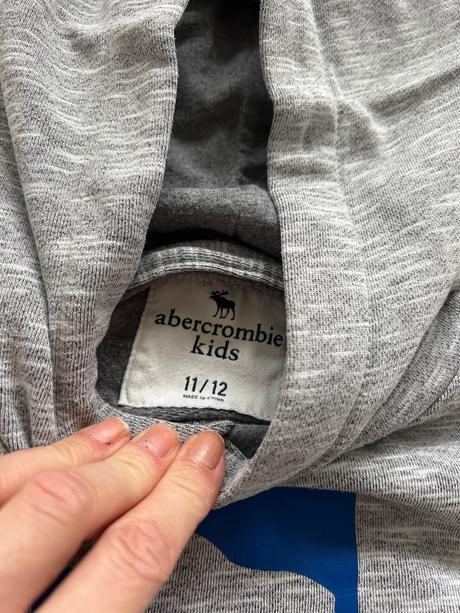 abercrombie
kids
11/12
MADE IN CHINA